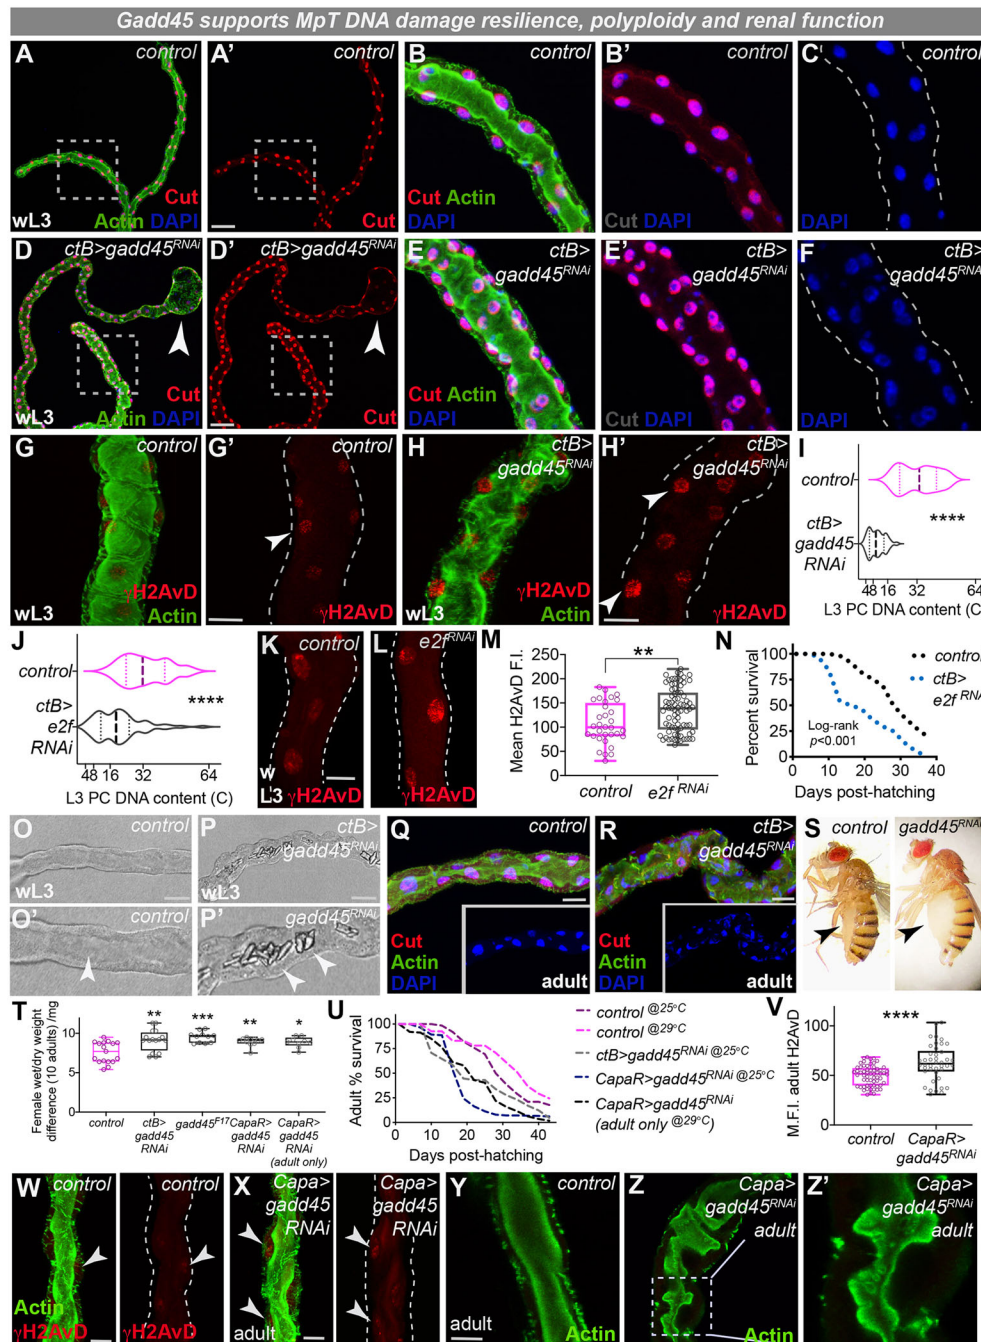 Gadd45 supports MpT DNA damage resilience, polyploidy and renal function
A
control
wL3
Cut
Actin DAPI
A'
control
Cut
B
control
Cut Actin
DAPI
B'
control
Cut DAPI
C
control
D
ctB>gadd45RNAi
wL3
Cut
Actin DAPI
D'
ctB>gadd45RNAi
Cut
E
ctB>
gadd45RNAi
Cut Actin
DAPI
E'
ctB>
gadd45RNAi
Cut DAPI
F
ctB>
gadd45RNAi
G
control
γH2AvD
wL3
Actin
G'
control
γH2AvD
H
ctB>
gadd45RNAi
γH2AvD
wL3
Actin
H'
ctB>
gadd45RNAi
γH2AvD
I
control
ctB>
gadd45
RNAi
****
48 16 32 64
L3 PC DNA content (C)
J
control
ctB>
e2f
RNAi
****
48 16 32 64
L3 PC DNA content (C)
K
control
w
L3 γH2AvD
L
e2fRNAi
γH2AvD
M
**
Mean H2AvD F.I.
250
200
150
100
50
0
control
e2f RNAi
N
Percent survival
100
75
50
25
0
control
ctB>
e2f RNAi
Log-rank
p<0.001
0 10 20 30 40
Days post-hatching
O
control
wL3
O'
control
P
ctB>
gadd45RNAi
wL3
P'
gadd45RNAi
Q
control
Cut
Actin
DAPI
adult
R
ctB>
gadd45RNAi
Cut
Actin
DAPI
adult
S
control
gadd45RNAi
T
Female wet/dry weight
difference (10 adults) /mg
10
5
0
** *** ** *
control
ctB>
gadd45
RNAi
gadd45F17
CapaR>
gadd45
RNAi
CapaR>
gadd45
RNAi
(adult only)
U
Adult % survival
100
75
50
25
0
0 10 20 30 40
Days post-hatching
control @25°C
control @29°C
ctB>gadd45RNAi @25°C
CapaR>gadd45RNAi @25°C
CapaR>gadd45RNAi
(adult only @29°C)
V
****
M.F.I. adult H2AvD
100
50
0
control
CapaR>
gadd45RNAi
W
control
Actin
γH2AvD
control
γH2AvD
X
Capa>
gadd45
RNAi
adult
Capa>
gadd45
RNAi
Y
control
Actin
Z
Capa>
gadd45RNAi
adult
Actin
Z'
Capa>
gadd45RNAi
adult